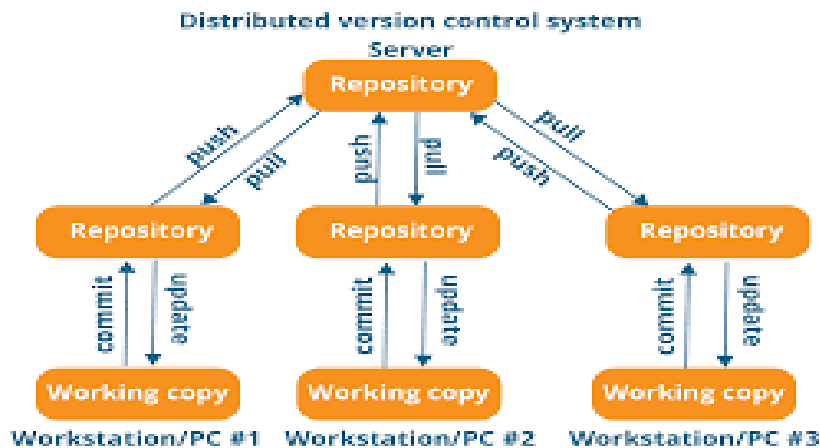 Distributed version control system
Server
Repository
push
pull
push
pull
pull
push
Repository
Repository
Repository
commit
update
commit
update
commit
update
Working copy
Working copy
Working copy
Workstation/PC #1
Workstation/PC #2
Workstation/PC #3